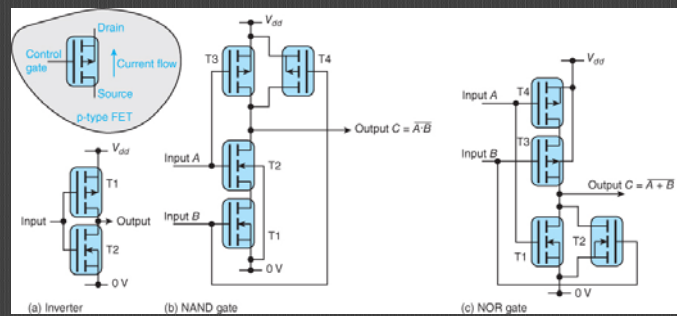 Drain
Control gate
Current flow
Source
p-type FET
V_dd
T1
Input
Output
T2
0 V
(a) Inverter
V_dd
T3
T4
Output C = \overline{A·B}
Input A
T2
Input B
T1
0 V
(b) NAND gate
V_dd
Input A
T4
T3
Input B
Output C = \overline{A + B}
T1
T2
0 V
(c) NOR gate